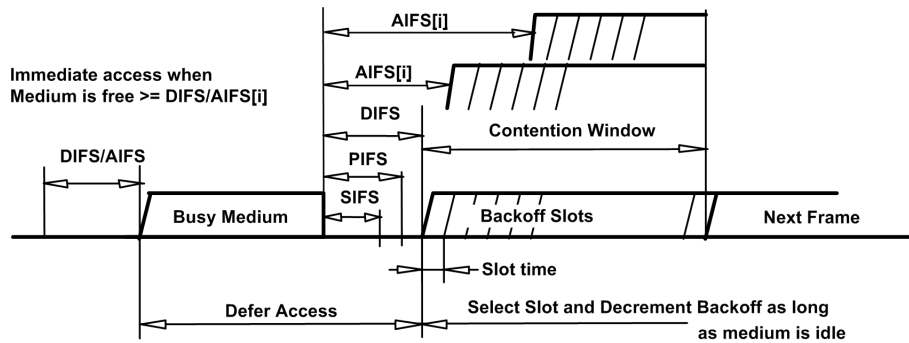 AIFS[i]
Immediate access when
Medium is free >= DIFS/AIFS[i]
AIFS[i]
DIFS
Contention Window
DIFS/AIFS
PIFS
SIFS
Busy Medium
Backoff Slots
Next Frame
Slot time
Defer Access
Select Slot and Decrement Backoff as long
as medium is idle